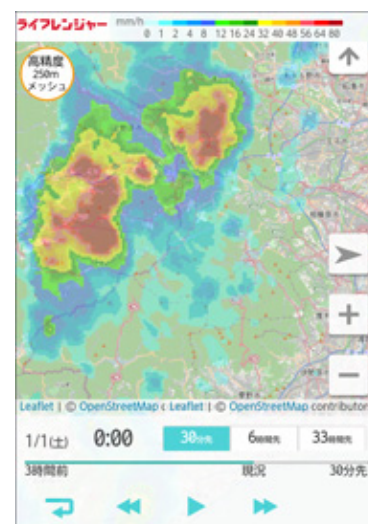 ライフレンジャー mm/h
0 1 2 4 8 12 16 24 32 40 48 56 64 80
高精度
250m
メッシュ
Leaflet | © OpenStreetMap c Leaflet | © OpenStreetMap contributor
1/1(土) 0:00 30分先 6時間先 33時間先
3時間前 現況 30分先